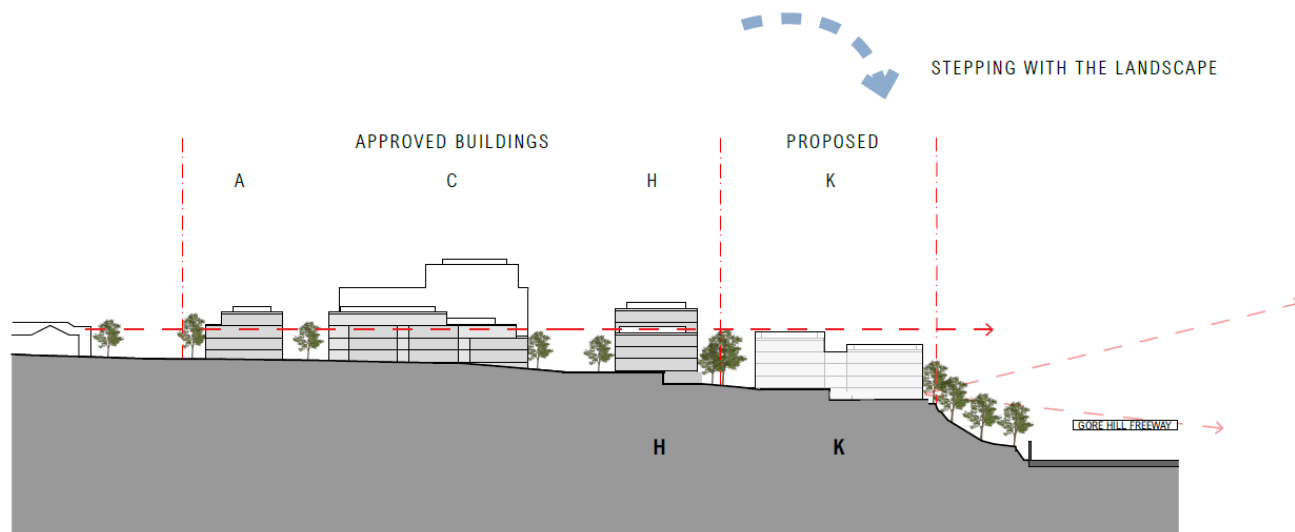 STEPPING WITH THE LANDSCAPE
APPROVED BUILDINGS
PROPOSED
A
C
H
K
GORE HILL FREEWAY
H
K